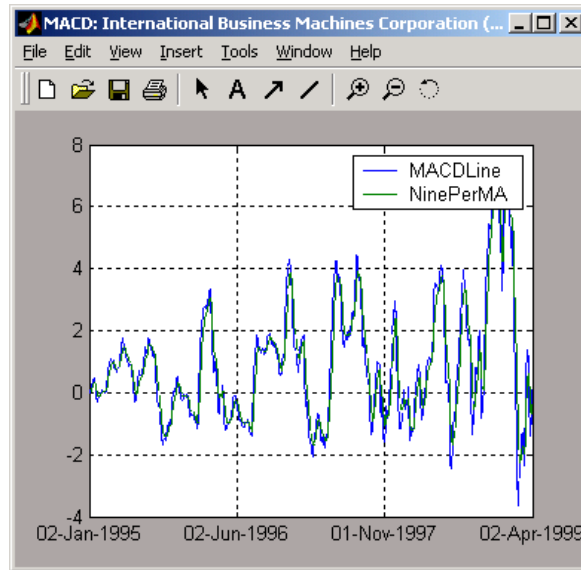 MACD: International Business Machines Corporation (...
File Edit View Insert Tools Window Help
A
8
MACDLine
NinePerMA
6
4
2
0
-2
-4
02-Jan-1995 02-Jun-1996 01-Nov-1997 02-Apr-1999